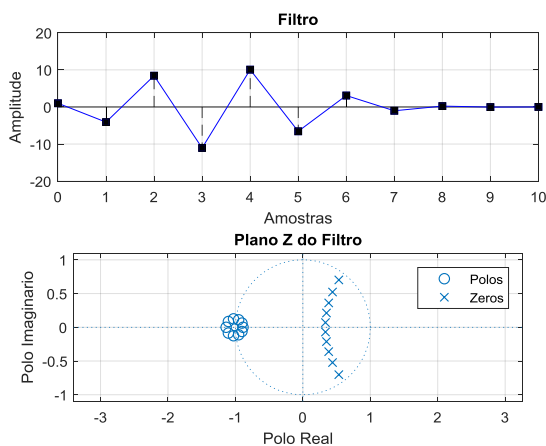 Filtro
20
10
0
-10
-20
Amplitude
0 1 2 3 4 5 6 7 8 9 10
Amostras
Plano Z do Filtro
1
0.5
0
-0.5
-1
Polo Imaginario
Polos
Zeros
-3 -2 -1 0 1 2 3
Polo Real